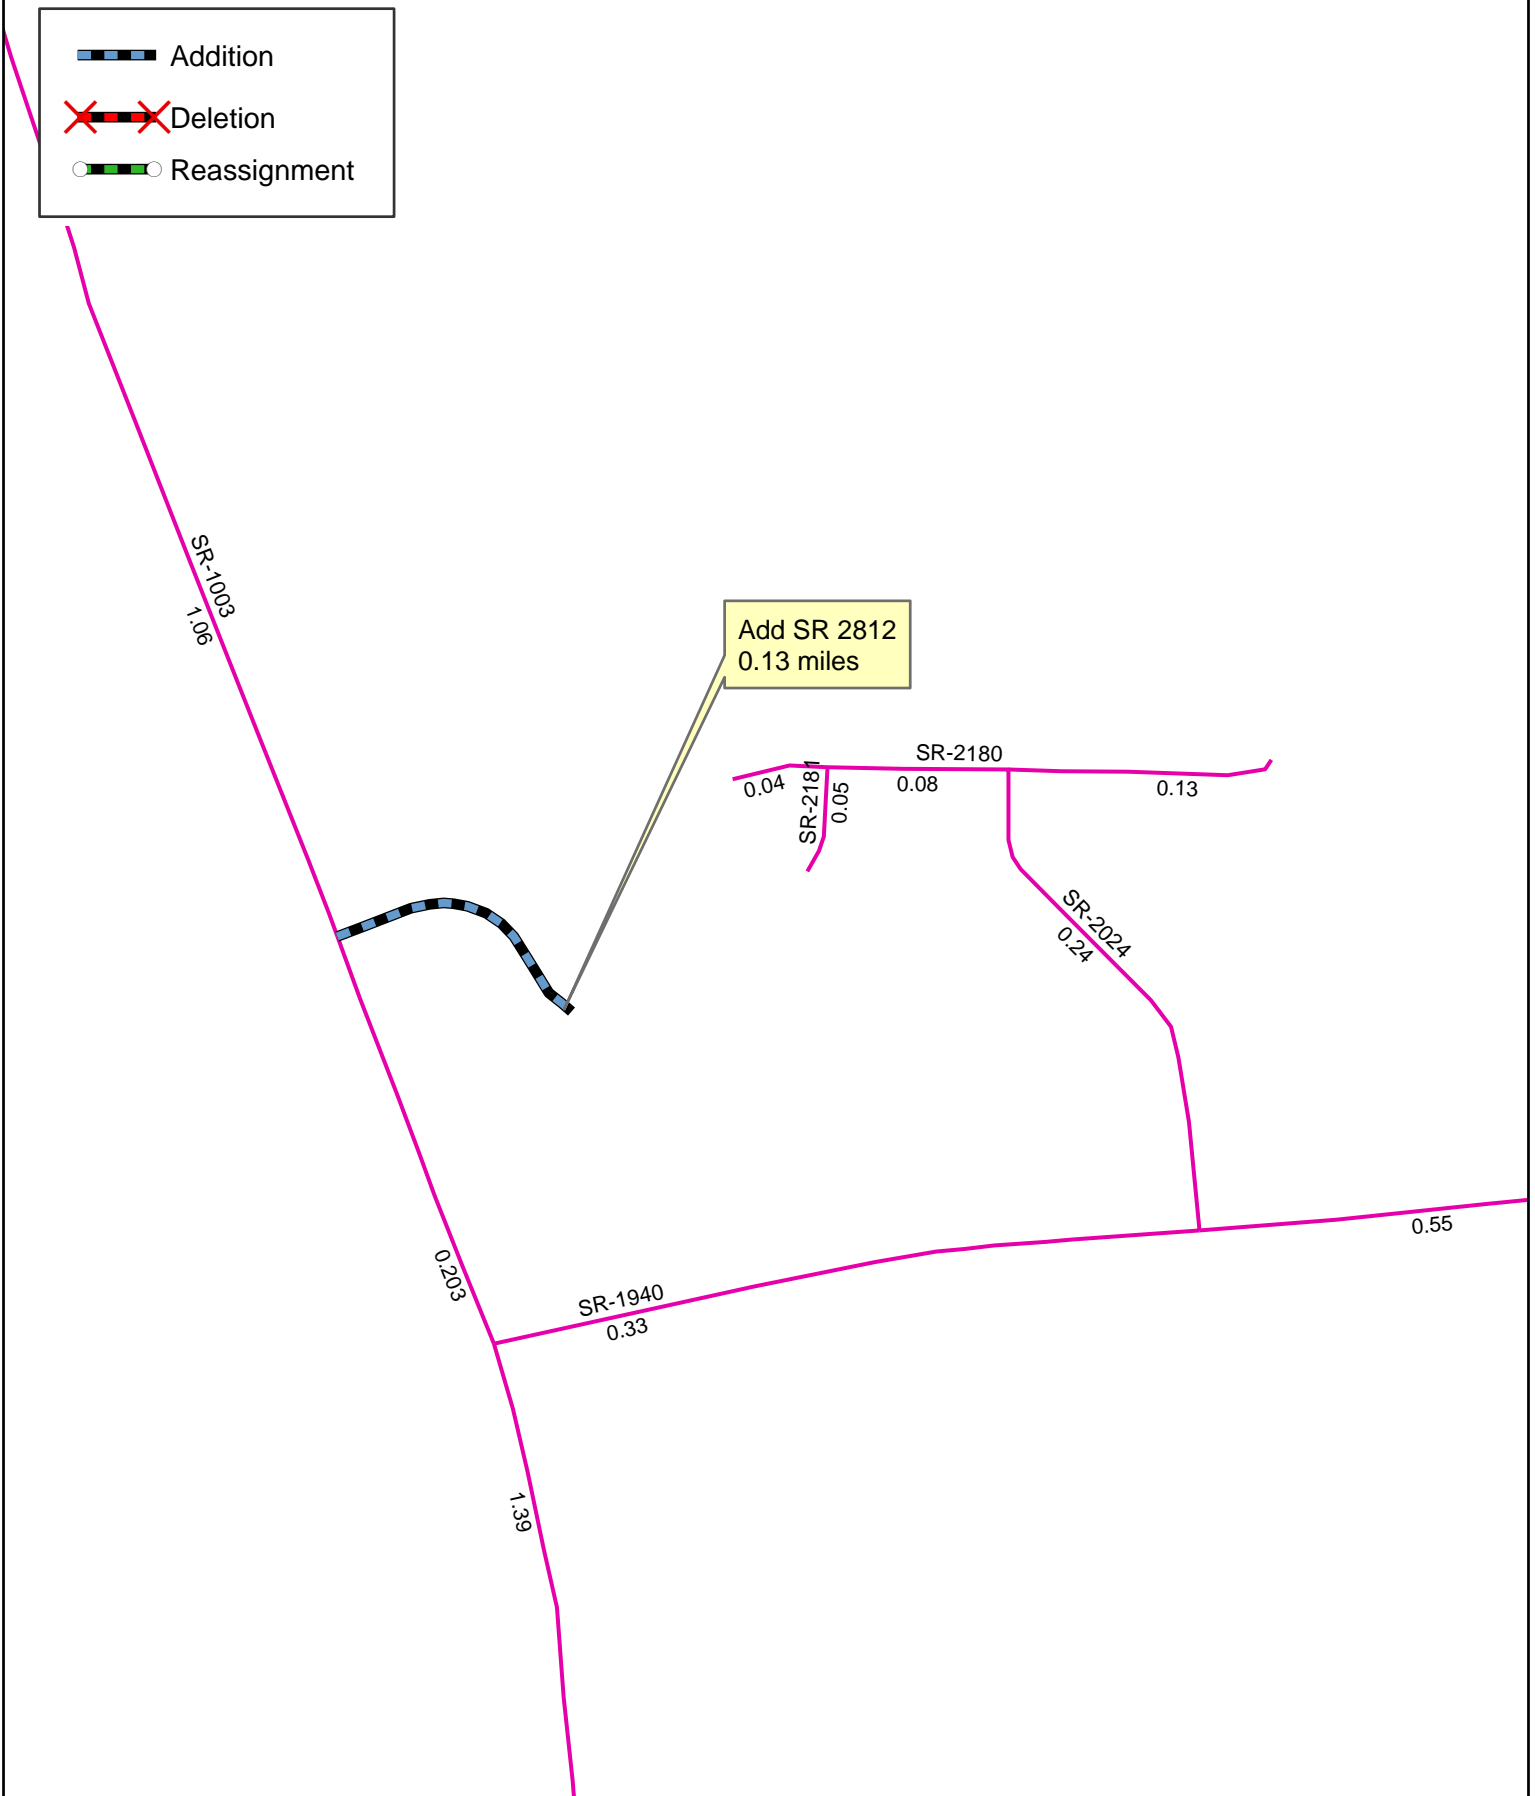 Addition
Deletion
Reassignment
SR-1003
1.06
Add SR 2812
0.13 miles
SR-2180
0.04
SR-2181
0.05
0.08
0.13
SR-2024
0.24
0.203
SR-1940
0.33
0.55
1.39